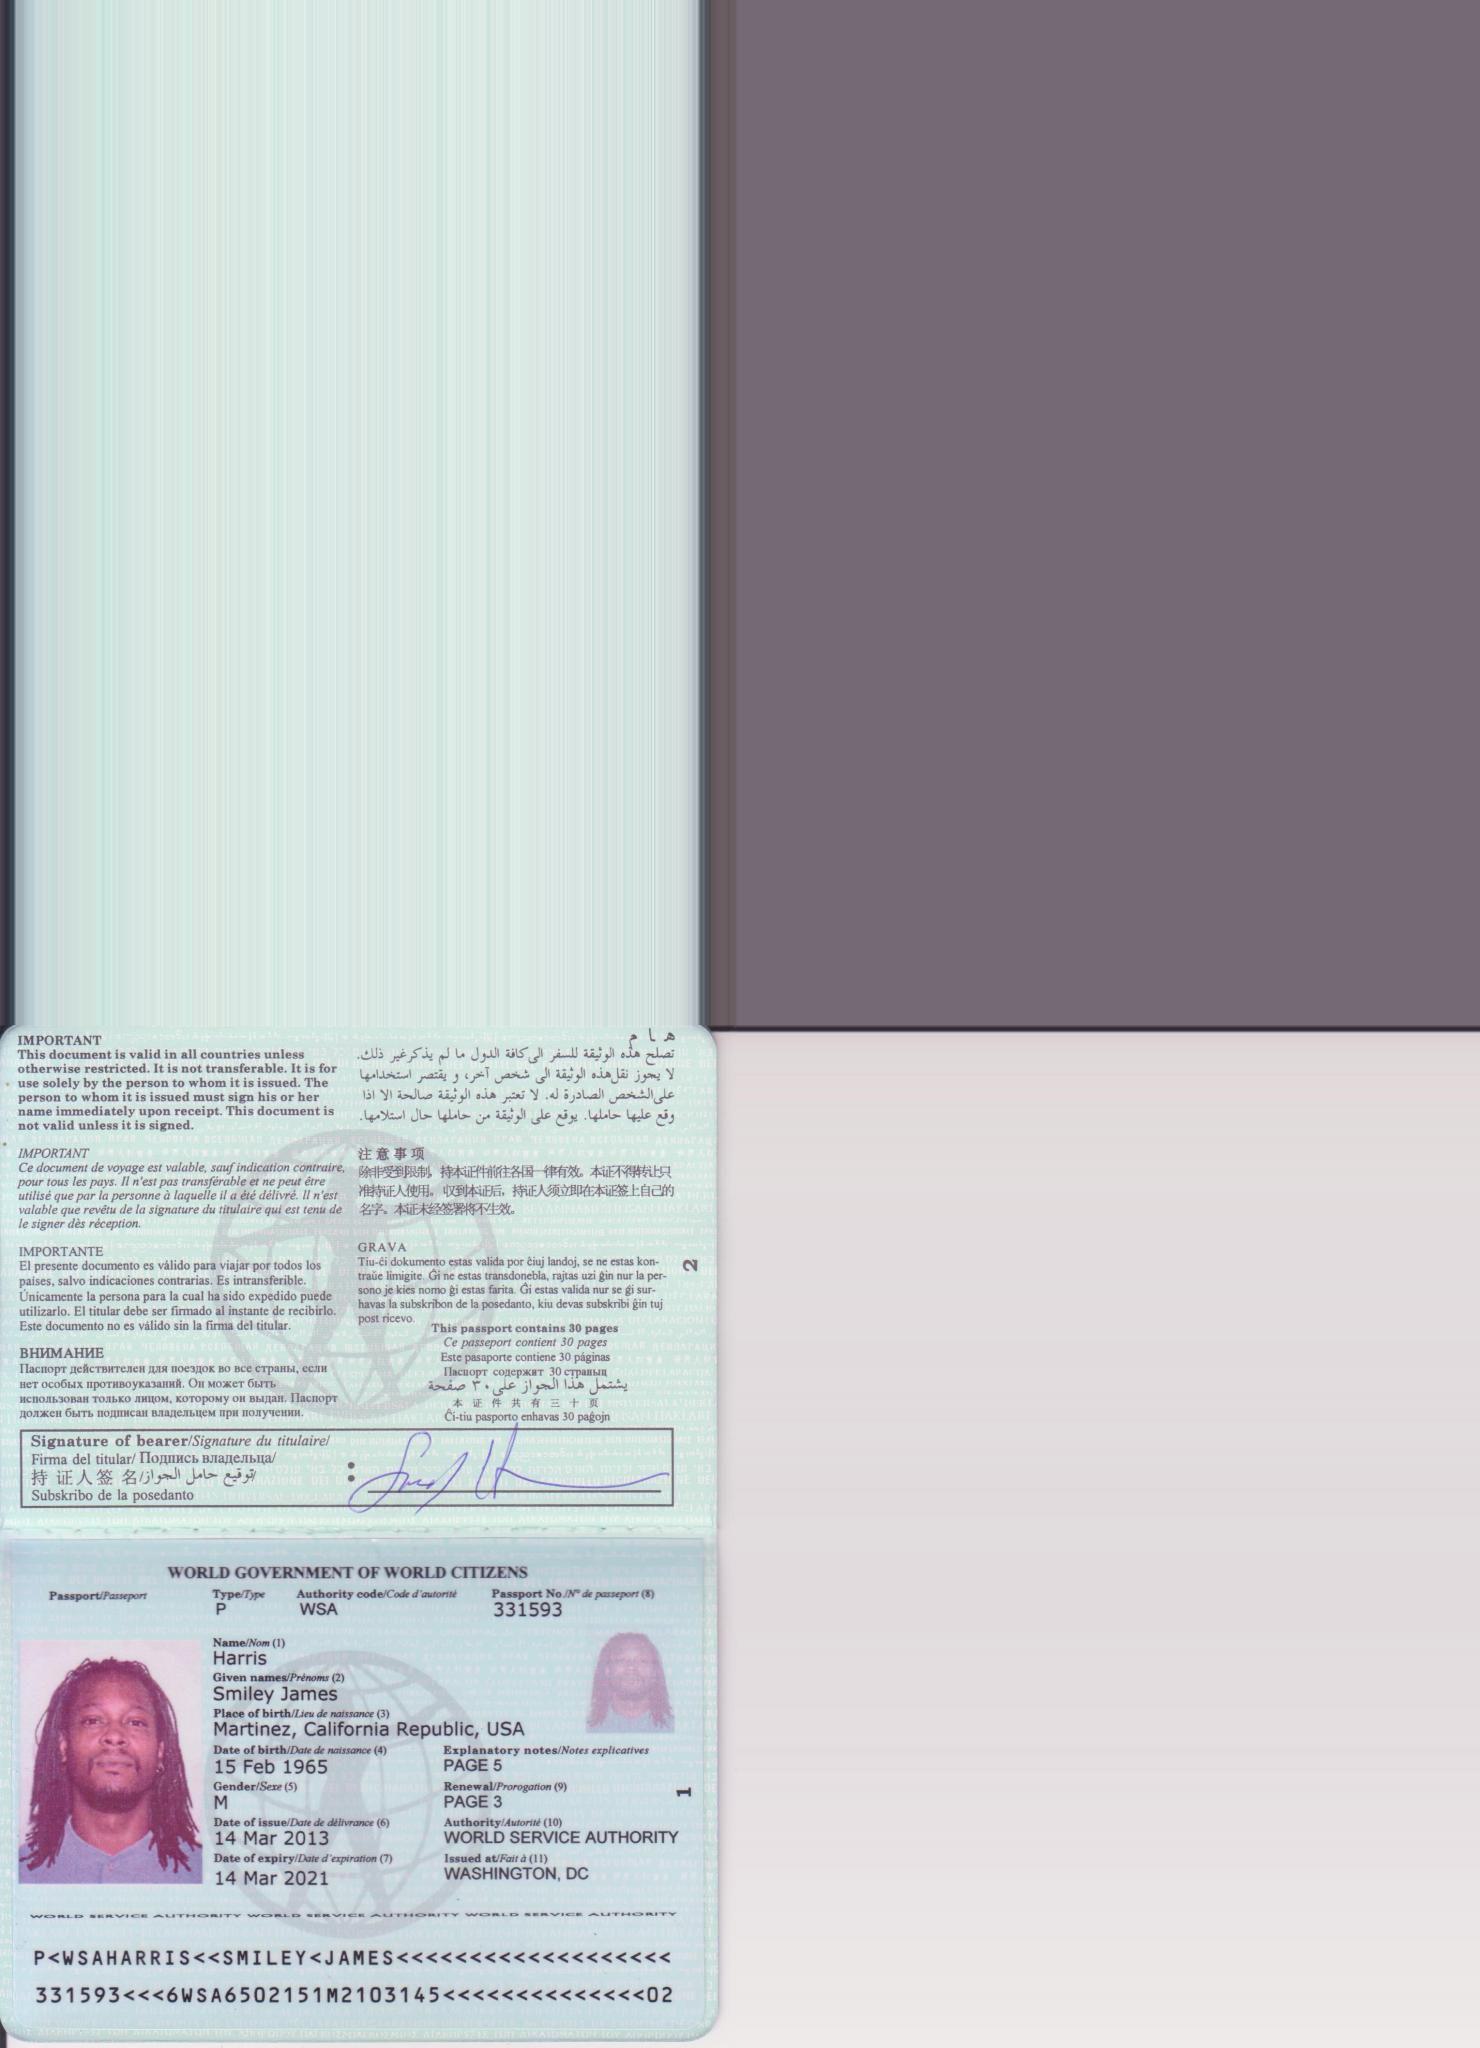 IMPORTANT
This document is valid in all countries unless
otherwise restricted. It is not transferable. It is for
use solely by the person to whom it is issued. The
person to whom it is issued must sign his or her
name immediately upon receipt. This document is
not valid unless it is signed.
IMPORTANT
Ce document de voyage est valable, sauf indication contraire,
pour tous les pays. Il n'est pas transférable et ne peut être
utilisé que par la personne à laquelle il a été délivré. Il n'est
valable que revêtu de la signature du titulaire qui est tenu de
le signer dès réception.
IMPORTANTE
El presente documento es válido para viajar por todos los
países, salvo indicaciones contrarias. Es intransferible.
Únicamente la persona para la cual ha sido expedido puede
utilizarlo. El titular debe ser firmado al instante de recibirlo.
Este documento no es válido sin la firma del titular.
ВНИМАНИЕ
Паспорт действителен для поездок во все страны, если
нет особых противоуказаний. Он может быть
использован только лицом, которому он выдан. Паспорт
должен быть подписан владельцем при получении.
ه ا م
تصلح هذه الوثيقة للسفر الى كافة الدول ما لم يذكر غير ذلك.
لا يجوز نقل هذه الوثيقة الى شخص آخر، و يقتصر استخدامها
على الشخص الصادرة له. لا تعتبر هذه الوثيقة صالحة الا اذا
وقع عليها حاملها. يوقع على الوثيقة من حاملها حال استلامها.
注意事项
除非受到限制，持本证件前往各国一律有效。本证不得转让只
准持证人使用。收到本证后，持证人须立即在本证签上自己的
名字。本证未经签署将不生效。
GRAVA
Tiu-ĉi dokumento estas valida por ĉiuj landoj, se ne estas kon-
traŭe limigite. Ĝi ne estas transdonebla, rajtas uzi ĝin nur la per-
sono je kies nomo ĝi estas farita. Ĝi estas valida nur se ĝi sur-
havas la subskribon de la posedanto, kiu devas subskribi ĝin tuj
post ricevo.
This passport contains 30 pages
Ce passeport contient 30 pages
Este pasaporte contiene 30 páginas
Паспорт содержит 30 страныц
يشتمل هذا الجواز على ٣٠ صفحة
本 证 件 共 有 三 十 页
Ĉi-tiu pasporto enhavas 30 paĝojn
2
Signature of bearer/Signature du titulaire/
Firma del titular/ Подпись владельца/
持 证 人 签 名/توقيع حامل الجواز/
Subskribo de la posedanto
WORLD GOVERNMENT OF WORLD CITIZENS
Passport/Passeport Type/Type Authority code/Code d'autorité Passport No./Nº de passeport (8)
P WSA 331593
Name/Nom (1)
Harris
Given names/Prénoms (2)
Smiley James
Place of birth/Lieu de naissance (3)
Martinez, California Republic, USA
Date of birth/Date de naissance (4) Explanatory notes/Notes explicatives
15 Feb 1965 PAGE 5
Gender/Sexe (5) Renewal/Prorogation (9)
M PAGE 3
1
Date of issue/Date de délivrance (6) Authority/Autorité (10)
14 Mar 2013 WORLD SERVICE AUTHORITY
Date of expiry/Date d'expiration (7) Issued at/Fait à (11)
14 Mar 2021 WASHINGTON, DC
WORLD SERVICE AUTHORITY WORLD SERVICE AUTHORITY WORLD SERVICE AUTHORITY
P<WSAHARRIS<<SMILEY<JAMES<<<<<<<<<<<<<<<<<<<
331593<<<6WSA6502151M2103145<<<<<<<<<<<<<<02